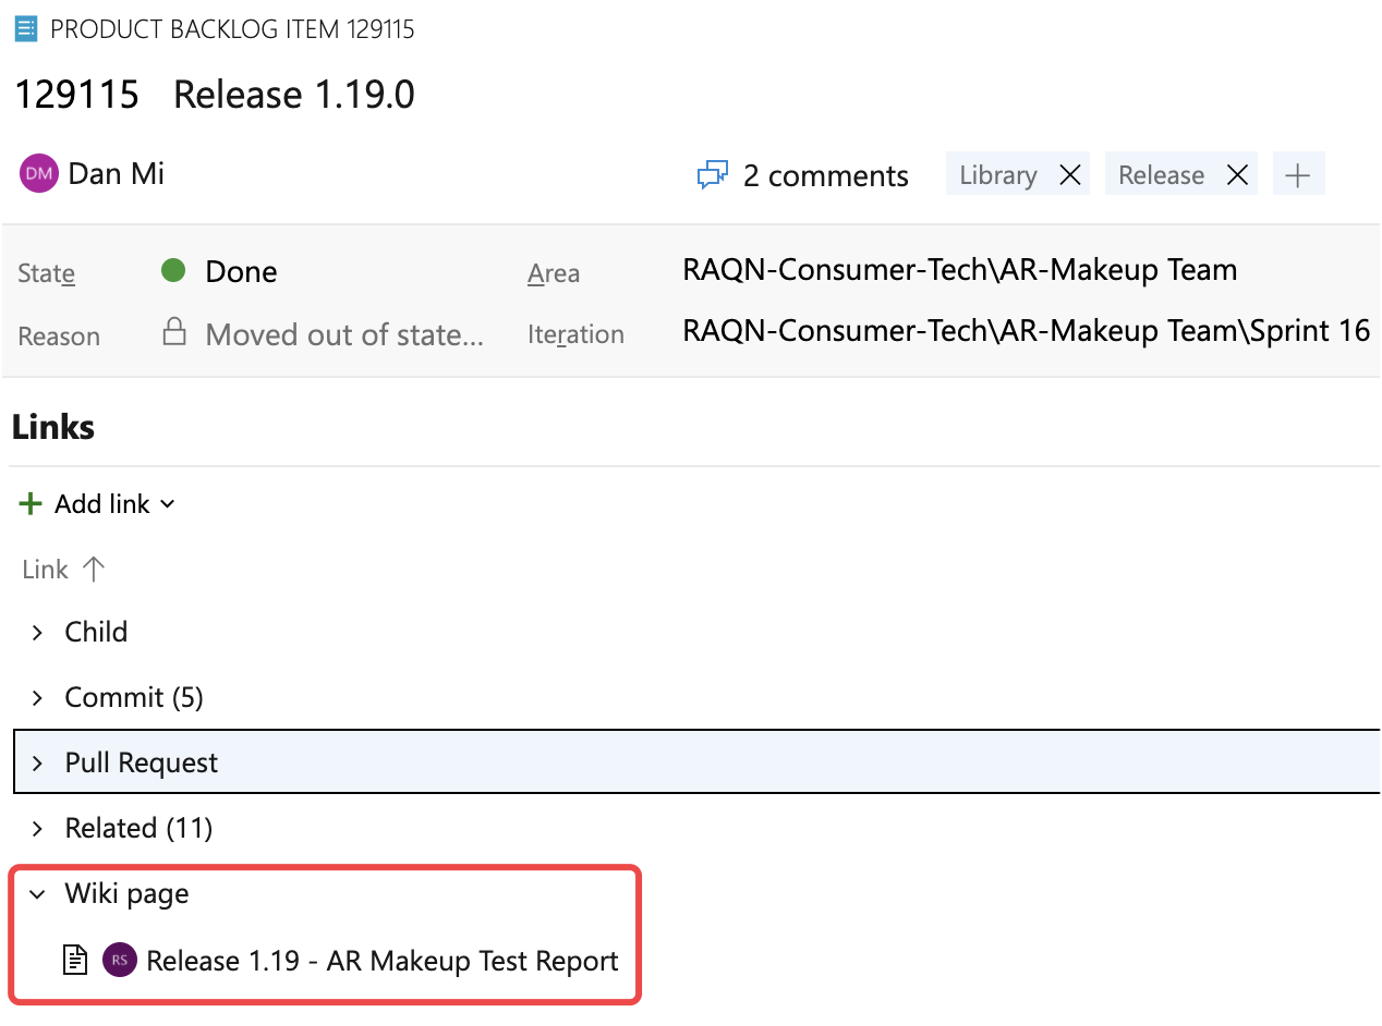 PRODUCT BACKLOG ITEM 129115
129115 Release 1.19.0
DM Dan Mi 2 comments Library Release
State Done Area RAQN-Consumer-Tech\AR-Makeup Team
Reason Moved out of state... Iteration RAQN-Consumer-Tech\AR-Makeup Team\Sprint 16
Links
Add link
Link
Child
Commit (5)
Pull Request
Related (11)
Wiki page
RS Release 1.19 - AR Makeup Test Report